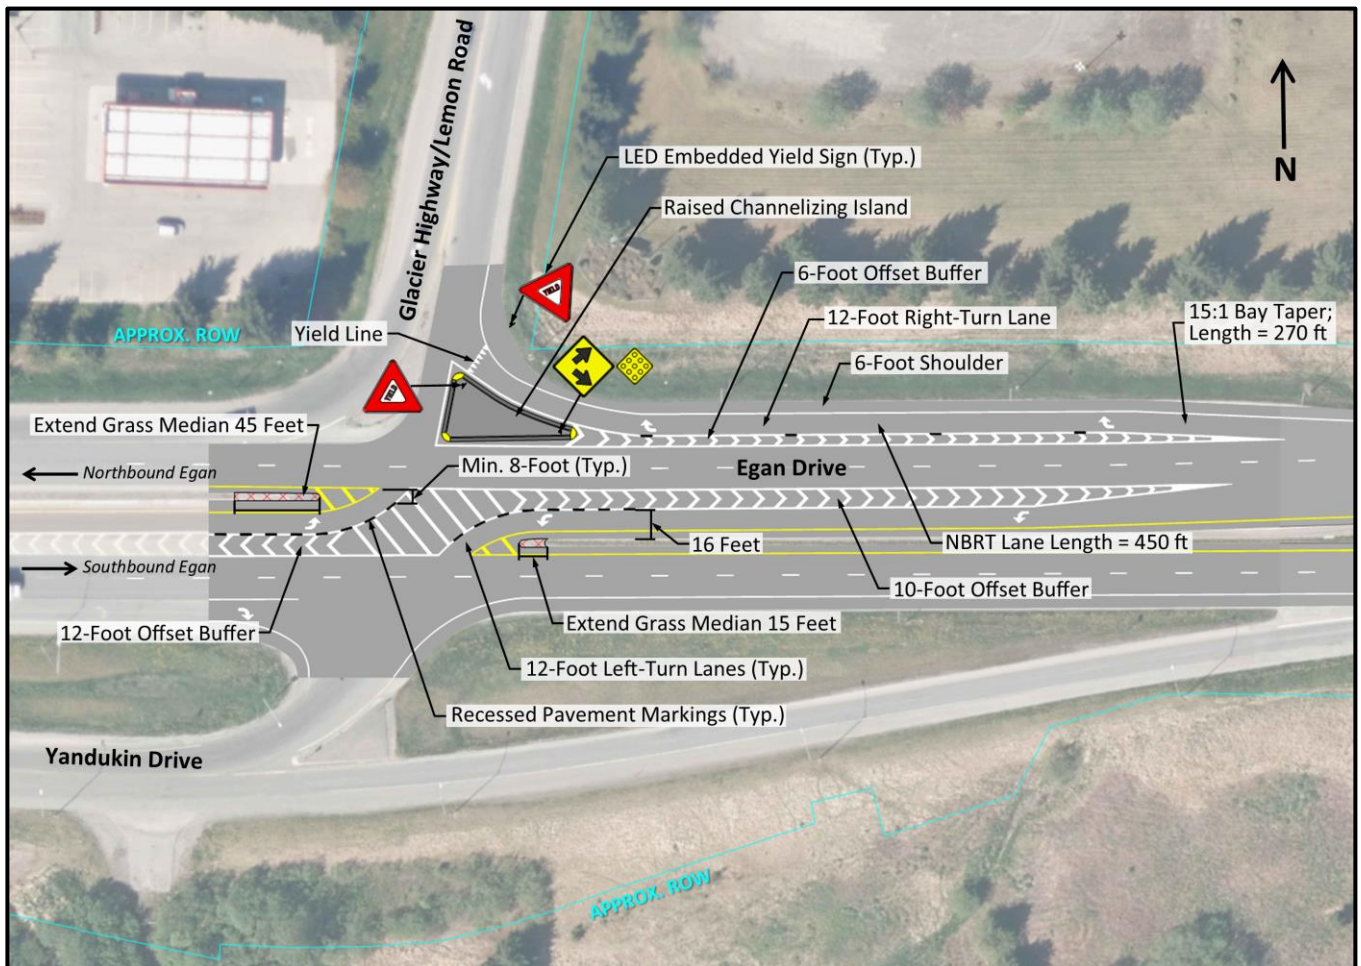 Glacier Highway/Lemon Road
LED Embedded Yield Sign (Typ.)
N
Raised Channelizing Island
YIELD
6-Foot Offset Buffer
15:1 Bay Taper;
Length = 270 ft
12-Foot Right-Turn Lane
APPROX. ROW
Yield Line
6-Foot Shoulder
YIELD
Extend Grass Median 45 Feet
Northbound Egan
Min. 8-Foot (Typ.)
Egan Drive
16 Feet
NBRT Lane Length = 450 ft
Southbound Egan
10-Foot Offset Buffer
12-Foot Offset Buffer
Extend Grass Median 15 Feet
12-Foot Left-Turn Lanes (Typ.)
Recessed Pavement Markings (Typ.)
Yandukin Drive
APPROX. ROW